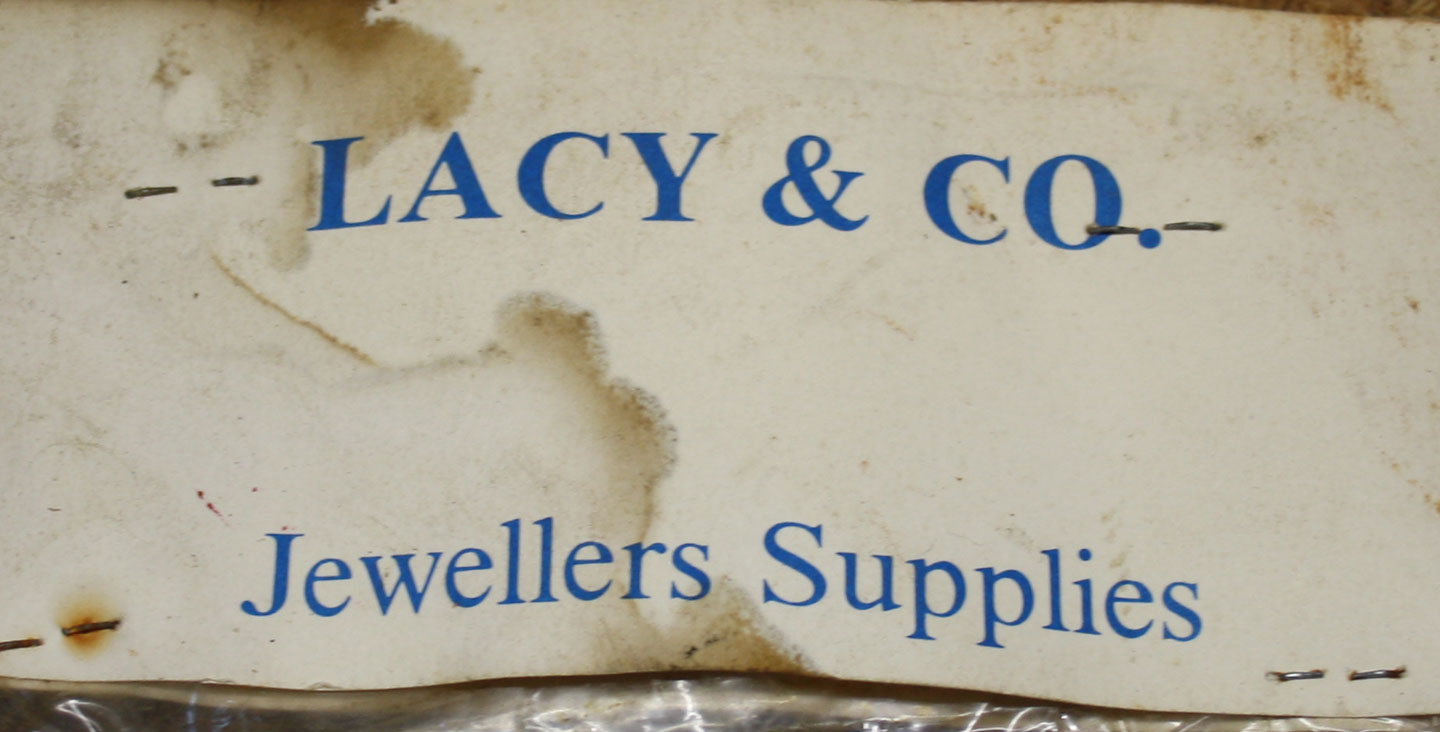 LACY & CO.
Jewellers Supplies